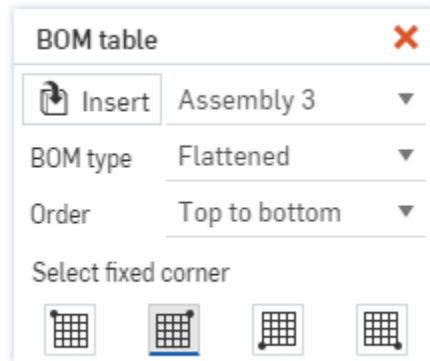 BOM table
Insert Assembly 3
BOM type Flattened
Order Top to bottom
Select fixed corner